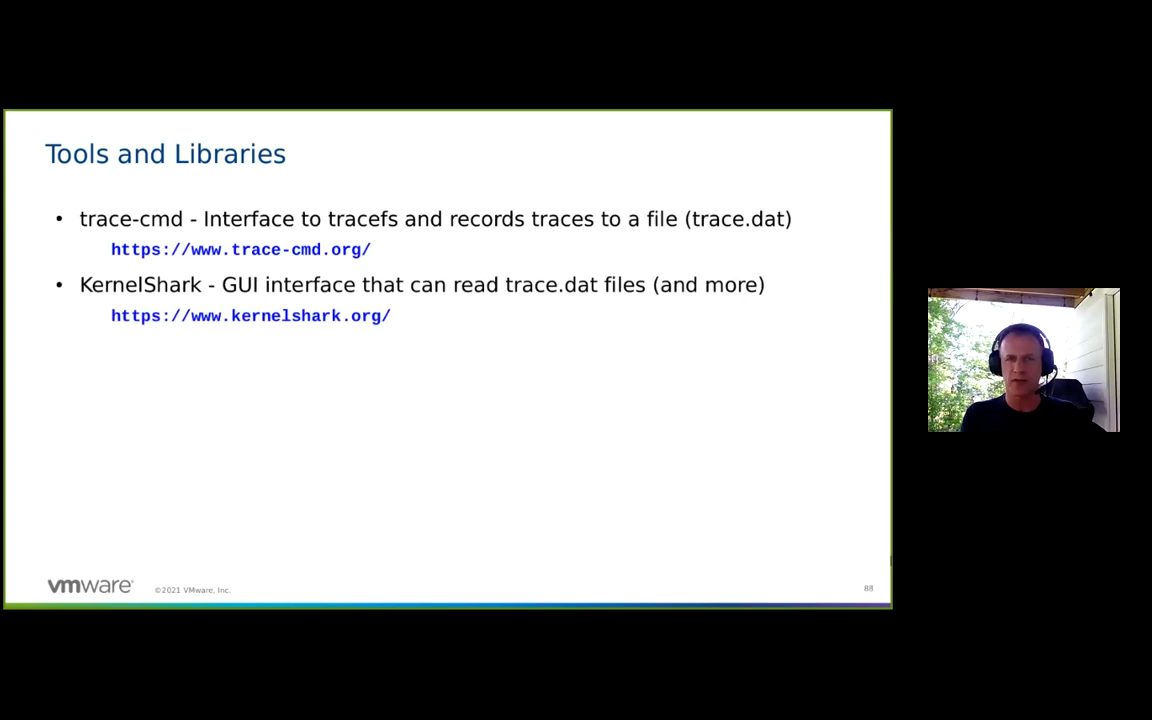 Tools and Libraries
• trace-cmd - Interface to tracefs and records traces to a file (trace.dat)
https://www.trace-cmd.org/
• KernelShark - GUI interface that can read trace.dat files (and more)
https://www.kernelshark.org/
vmware®
©2021 VMware, Inc.
88